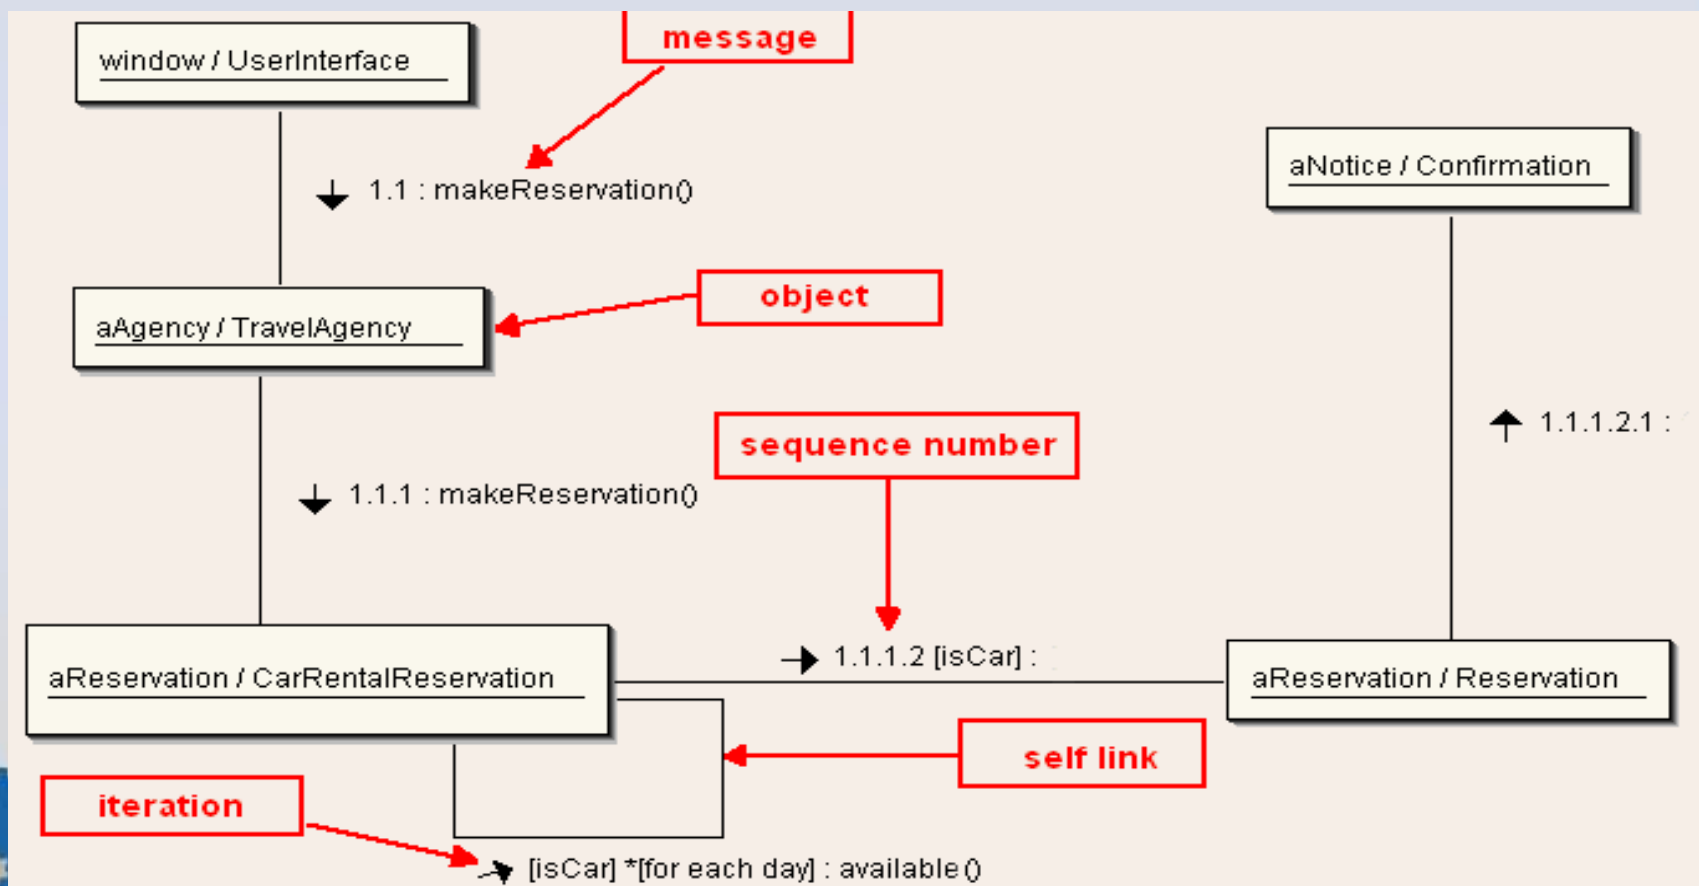 message
window / UserInterface
aNotice / Confirmation
1.1 : makeReservation()
object
aAgency / TravelAgency
1.1.1.2.1 :
sequence number
1.1.1 : makeReservation()
1.1.1.2 [isCar] :
aReservation / CarRentalReservation
aReservation / Reservation
self link
iteration
[isCar] *[for each day] : available()